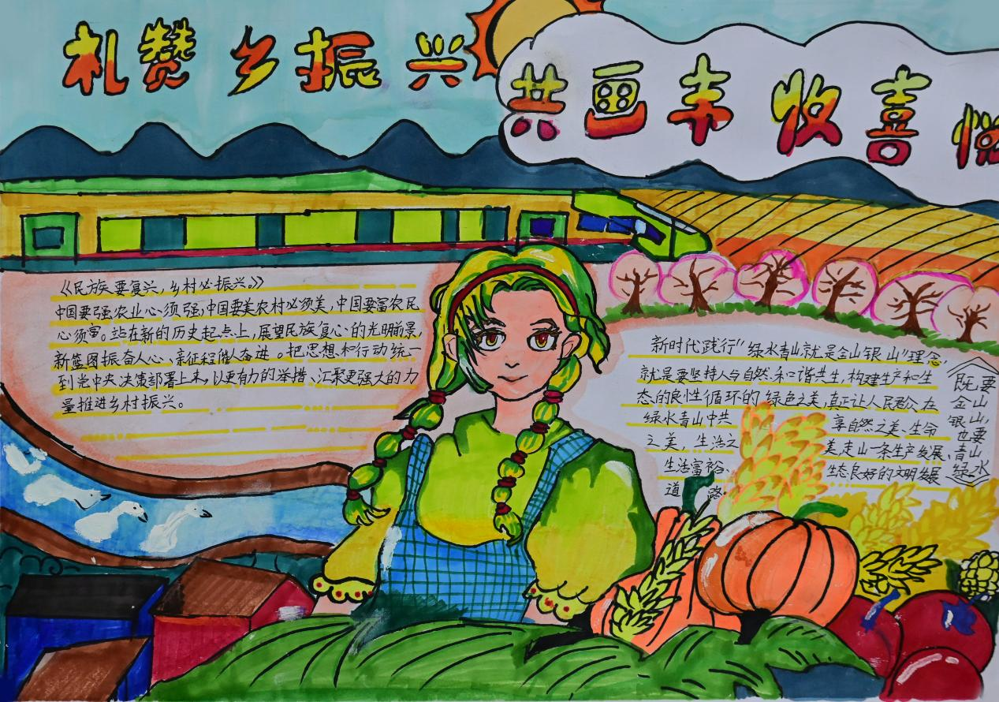 礼赞乡振兴
共画丰收喜悦
《民族要复兴，乡村必振兴。》
中国要强农业心须强，中国要美农村必须美，中国要富农民
心须富。站在新的历史起点上，展望民族复心的光明前景，
新蓝图振奋人心、新征程催人奋进。把思想和行动统一
到党中央决策部署上来，以更有力的举措、汇聚更强大的力
量推进乡村振兴。
新时代践行"绿水青山就是金山银山"理念，
就是要坚持人与自然和谐共生，构建生产和生
态的良性循环的绿色之美，真正让人民群众在
绿水青山中共 享自然之美、生命
之美，生活之 美走出一条生产发展、
生活富裕、 生态良好的文明发展
道 路。
既要
金山
银山，
也要
青山
绿水